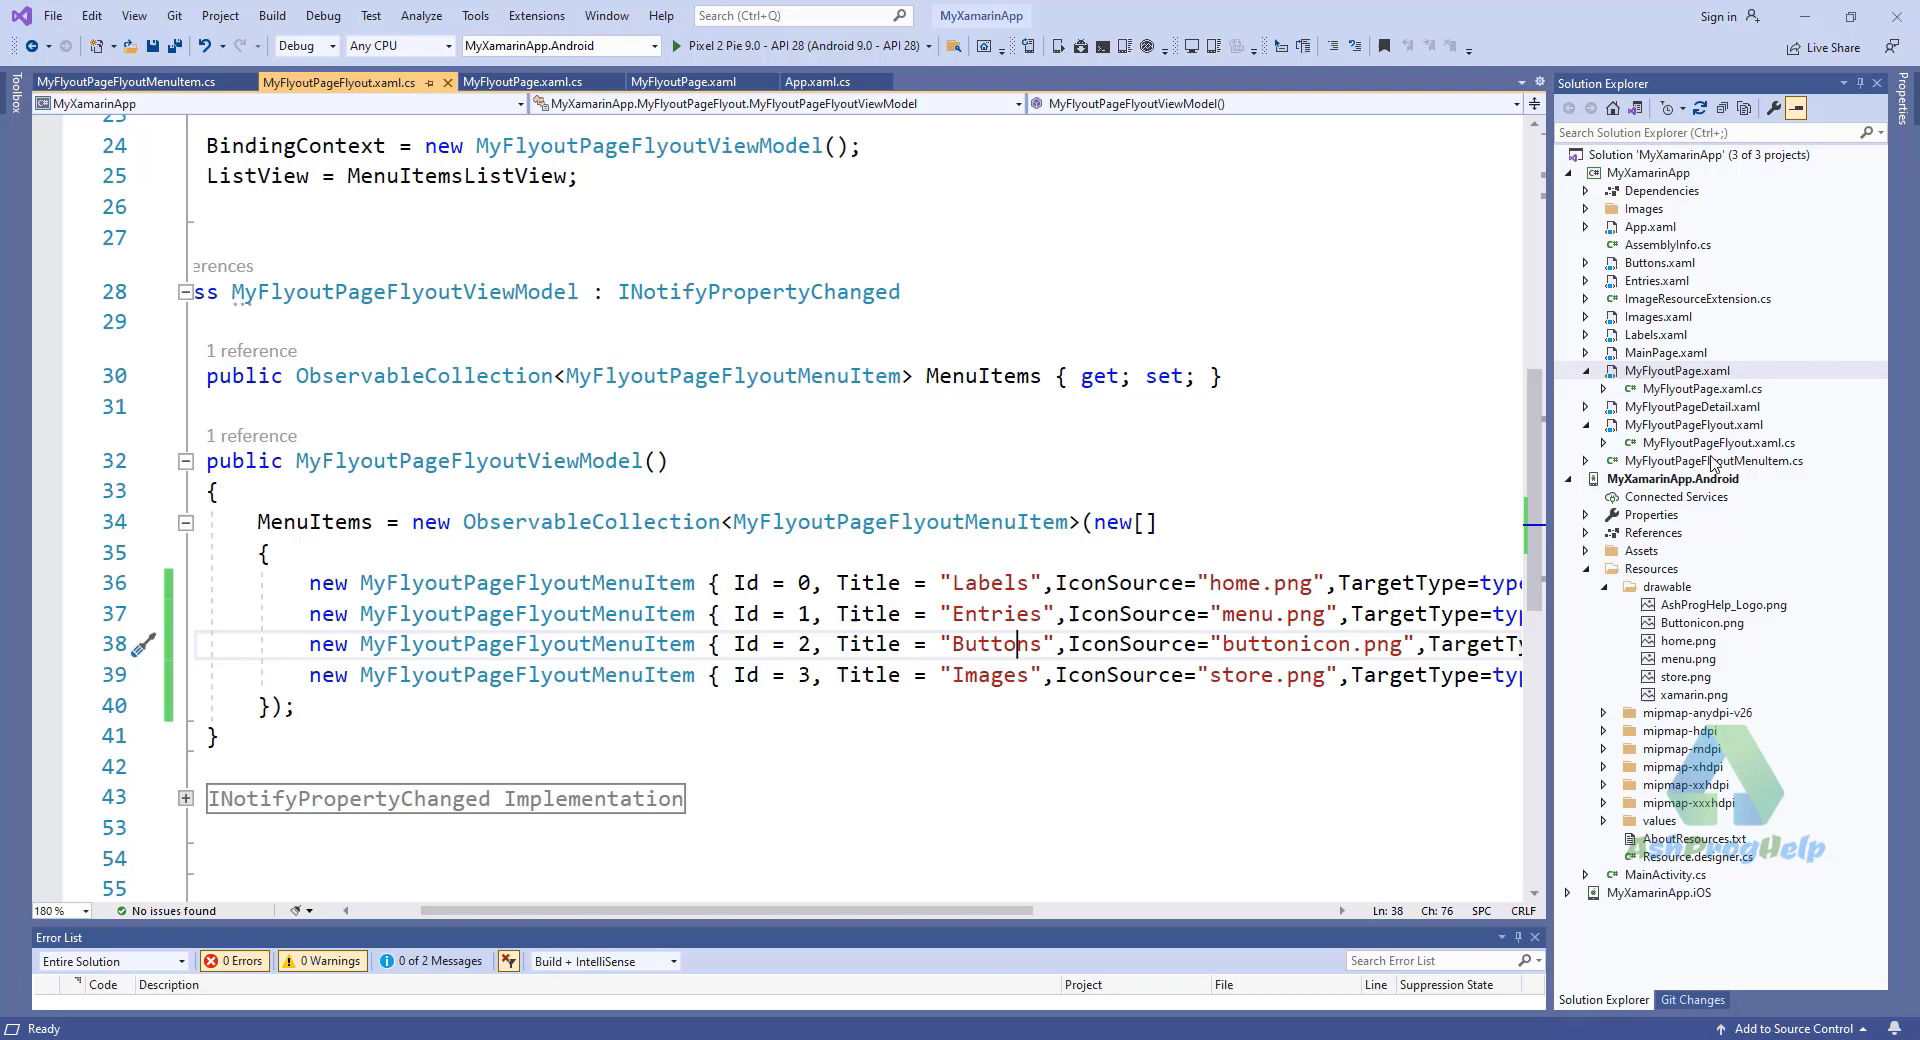 File Edit View Git Project Build Debug Test Analyze Tools Extensions Window Help Search (Ctrl+Q) MyXamarinApp Sign in
Debug Any CPU MyXamarinApp.Android Pixel 2 Pie 9.0 - API 28 (Android 9.0 - API 28) Live Share
MyFlyoutPageFlyoutMenuItem.cs MyFlyoutPageFlyout.xaml.cs MyFlyoutPage.xaml.cs MyFlyoutPage.xaml App.xaml.cs
MyXamarinApp MyXamarinApp.MyFlyoutPageFlyout.MyFlyoutPageFlyoutViewModel MyFlyoutPageFlyoutViewModel()
Toolbox
24 BindingContext = new MyFlyoutPageFlyoutViewModel();
25 ListView = MenuItemsListView;
26
27
erences
28 ss MyFlyoutPageFlyoutViewModel : INotifyPropertyChanged
29
1 reference
30 public ObservableCollection<MyFlyoutPageFlyoutMenuItem> MenuItems { get; set; }
31
1 reference
32 public MyFlyoutPageFlyoutViewModel()
33 {
34 MenuItems = new ObservableCollection<MyFlyoutPageFlyoutMenuItem>(new[]
35 {
36 new MyFlyoutPageFlyoutMenuItem { Id = 0, Title = "Labels",IconSource="home.png",TargetType=type
37 new MyFlyoutPageFlyoutMenuItem { Id = 1, Title = "Entries",IconSource="menu.png",TargetType=typ
38 new MyFlyoutPageFlyoutMenuItem { Id = 2, Title = "Buttons",IconSource="buttonicon.png",TargetTy
39 new MyFlyoutPageFlyoutMenuItem { Id = 3, Title = "Images",IconSource="store.png",TargetType=typ
40 });
41 }
42
43 INotifyPropertyChanged Implementation
53
54
55
180 % No issues found Ln: 38 Ch: 76 SPC CRLF
Error List
Entire Solution 0 Errors 0 Warnings 0 of 2 Messages Build + IntelliSense Search Error List
Code Description Project File Line Suppression State
Solution Explorer
Search Solution Explorer (Ctrl+;)
Solution 'MyXamarinApp' (3 of 3 projects)
MyXamarinApp
Dependencies
Images
App.xaml
AssemblyInfo.cs
Buttons.xaml
Entries.xaml
ImageResourceExtension.cs
Images.xaml
Labels.xaml
MainPage.xaml
MyFlyoutPage.xaml
MyFlyoutPage.xaml.cs
MyFlyoutPageDetail.xaml
MyFlyoutPageFlyout.xaml
MyFlyoutPageFlyout.xaml.cs
MyFlyoutPageFlyoutMenuItem.cs
MyXamarinApp.Android
Connected Services
Properties
References
Assets
Resources
drawable
AshProgHelp_Logo.png
Buttonicon.png
home.png
menu.png
store.png
xamarin.png
mipmap-anydpi-v26
mipmap-hdpi
mipmap-mdpi
mipmap-xhdpi
mipmap-xxhdpi
mipmap-xxxhdpi
values
AboutResources.txt
AshProgHelp
Resource.designer.cs
MainActivity.cs
MyXamarinApp.iOS
Solution Explorer Git Changes
Properties
Ready Add to Source Control